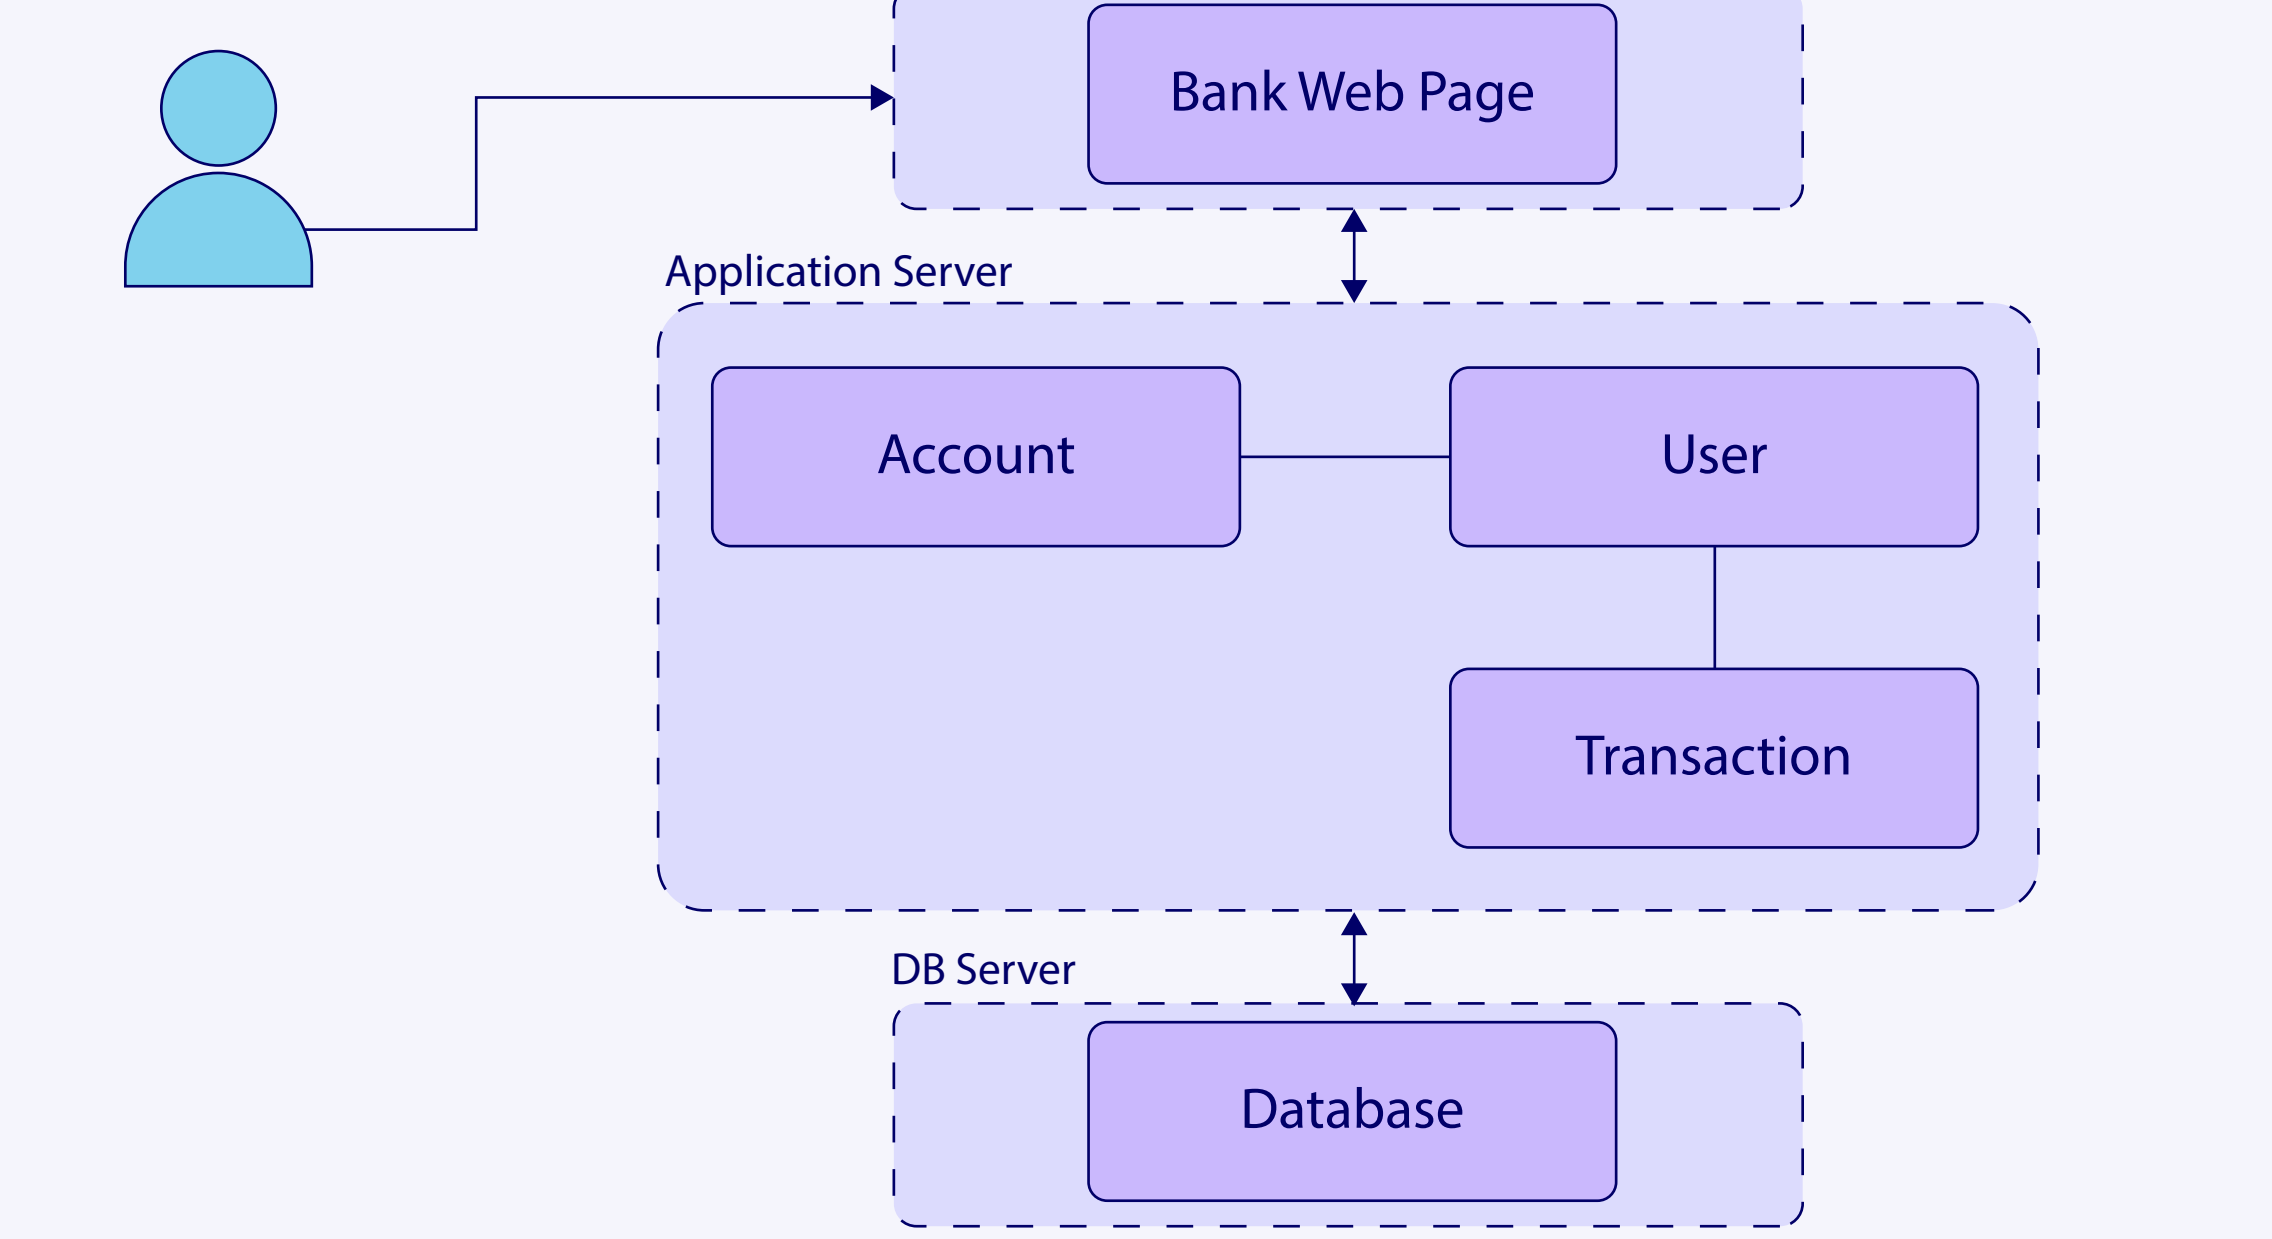 Bank Web Page
Application Server
Account
User
Transaction
DB Server
Database